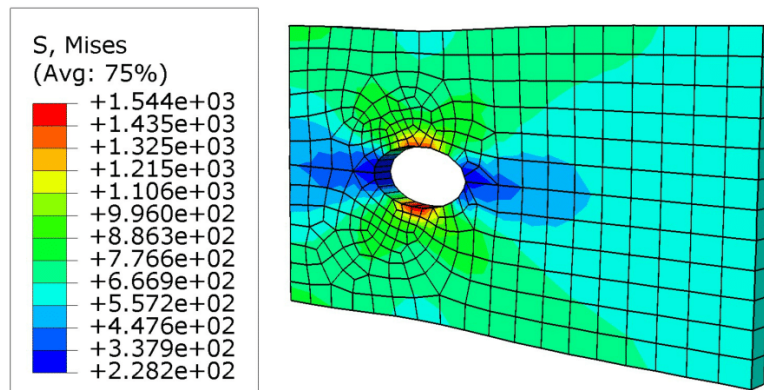 S, Mises
(Avg: 75%)
+1.544e+03
+1.435e+03
+1.325e+03
+1.215e+03
+1.106e+03
+9.960e+02
+8.863e+02
+7.766e+02
+6.669e+02
+5.572e+02
+4.476e+02
+3.379e+02
+2.282e+02